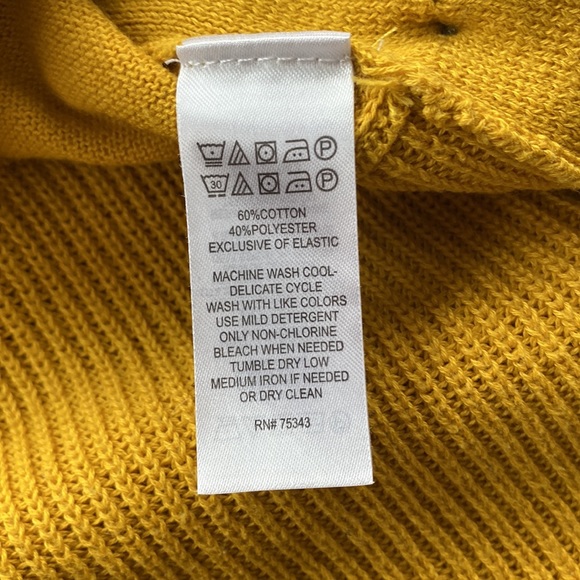 P
30 P
60%COTTON
40%POLYESTER
EXCLUSIVE OF ELASTIC
MACHINE WASH COOL-
DELICATE CYCLE
WASH WITH LIKE COLORS
USE MILD DETERGENT
ONLY NON-CHLORINE
BLEACH WHEN NEEDED
TUMBLE DRY LOW
MEDIUM IRON IF NEEDED
OR DRY CLEAN
RN# 75343